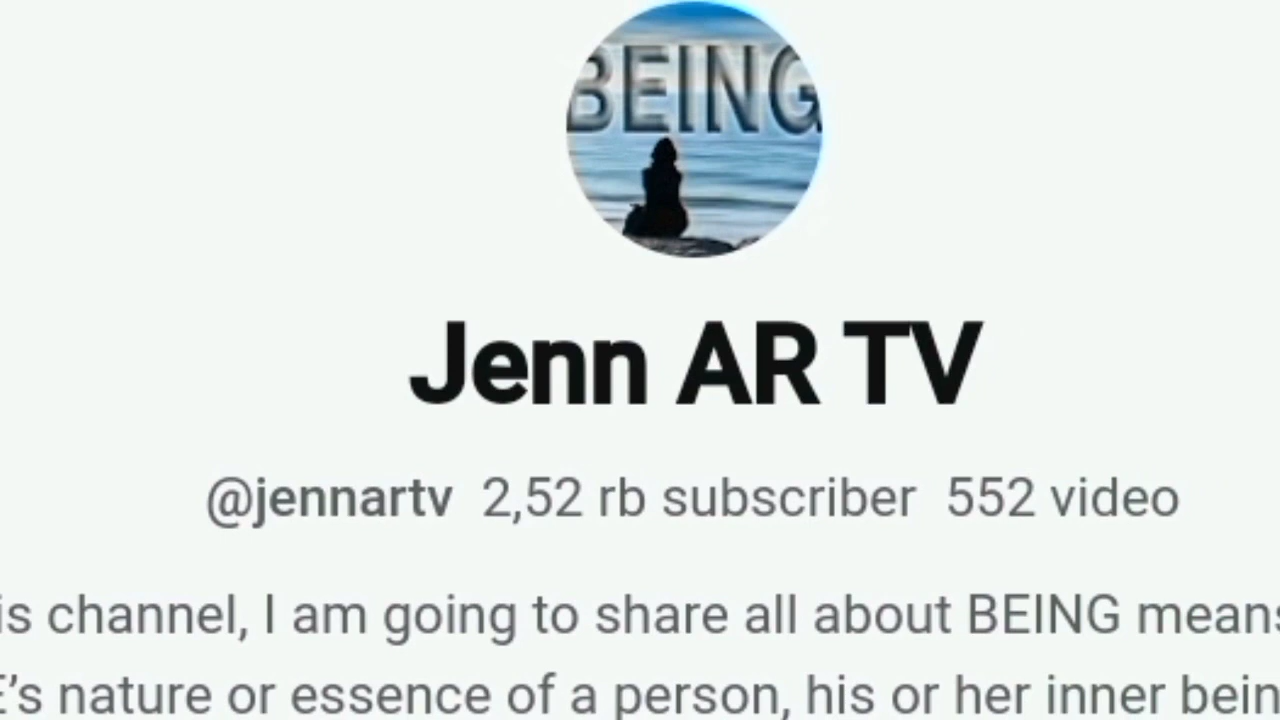 BEING
Jenn AR TV
@jennartv 2,52 rb subscriber 552 video
is channel, I am going to share all about BEING means
E’s nature or essence of a person, his or her inner bein